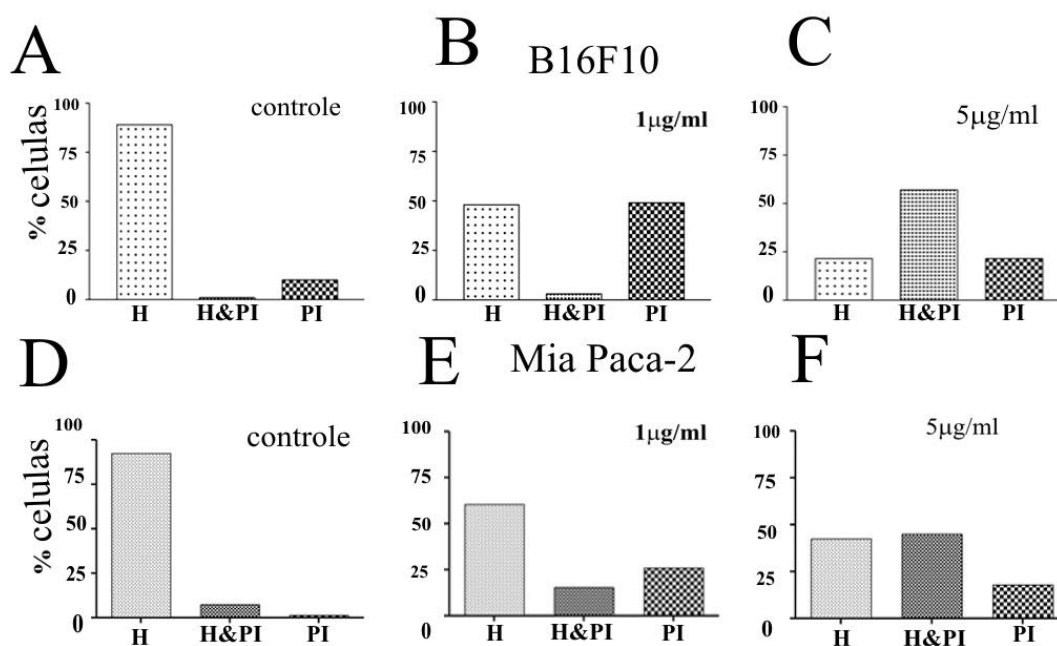 A
B
C
B16F10
controle
1µg/ml
5µg/ml
% celulas
100
75
50
25
0
H
H&PI
PI
100
75
50
25
0
H
H&PI
PI
100
75
50
25
0
H
H&PI
PI
D
E
F
Mia Paca-2
controle
1µg/ml
5µg/ml
% celulas
100
75
50
25
0
H
H&PI
PI
100
75
50
25
0
H
H&PI
PI
100
75
50
25
0
H
H&PI
PI